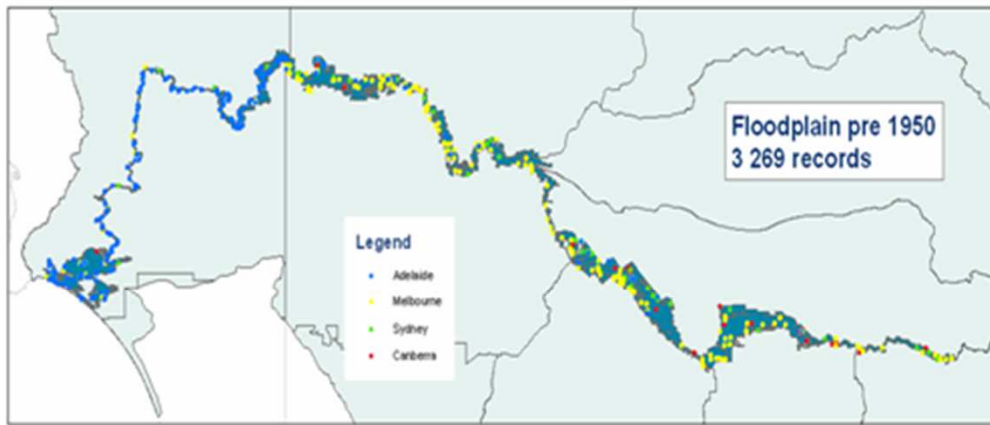 Floodplain pre 1950
3 269 records
Legend
Adelaide
Melbourne
Sydney
Canberra